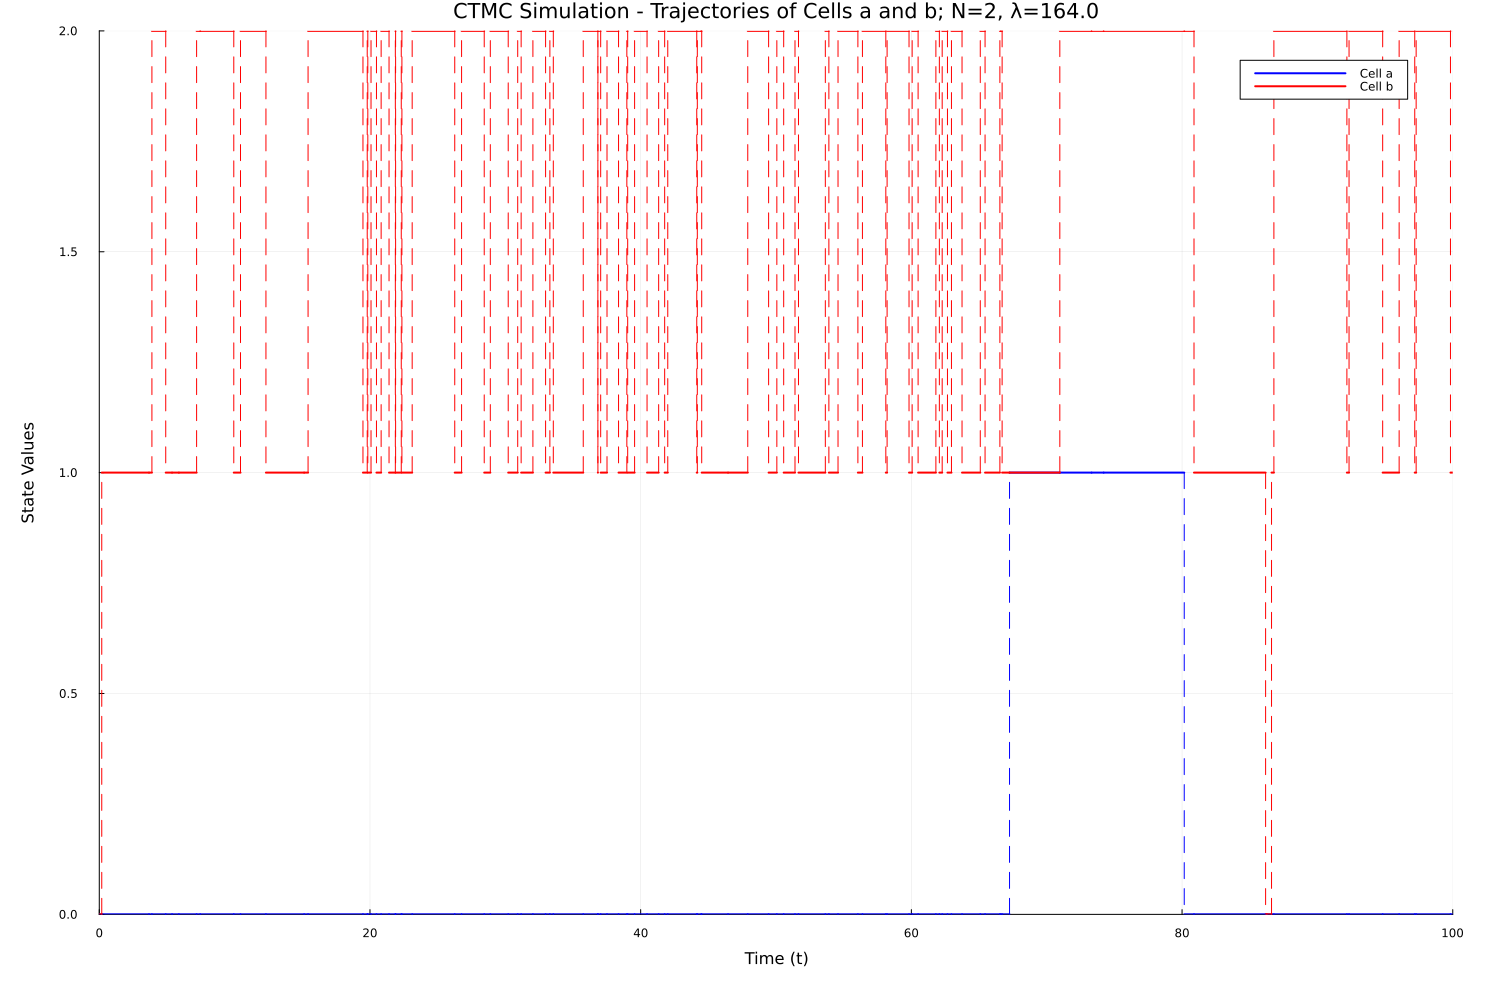 CTMC Simulation - Trajectories of Cells a and b; N=2, λ=164.0
2.0
Cell a
Cell b
1.5
State Values
1.0
0.5
0.0
0 20 40 60 80 100
Time (t)